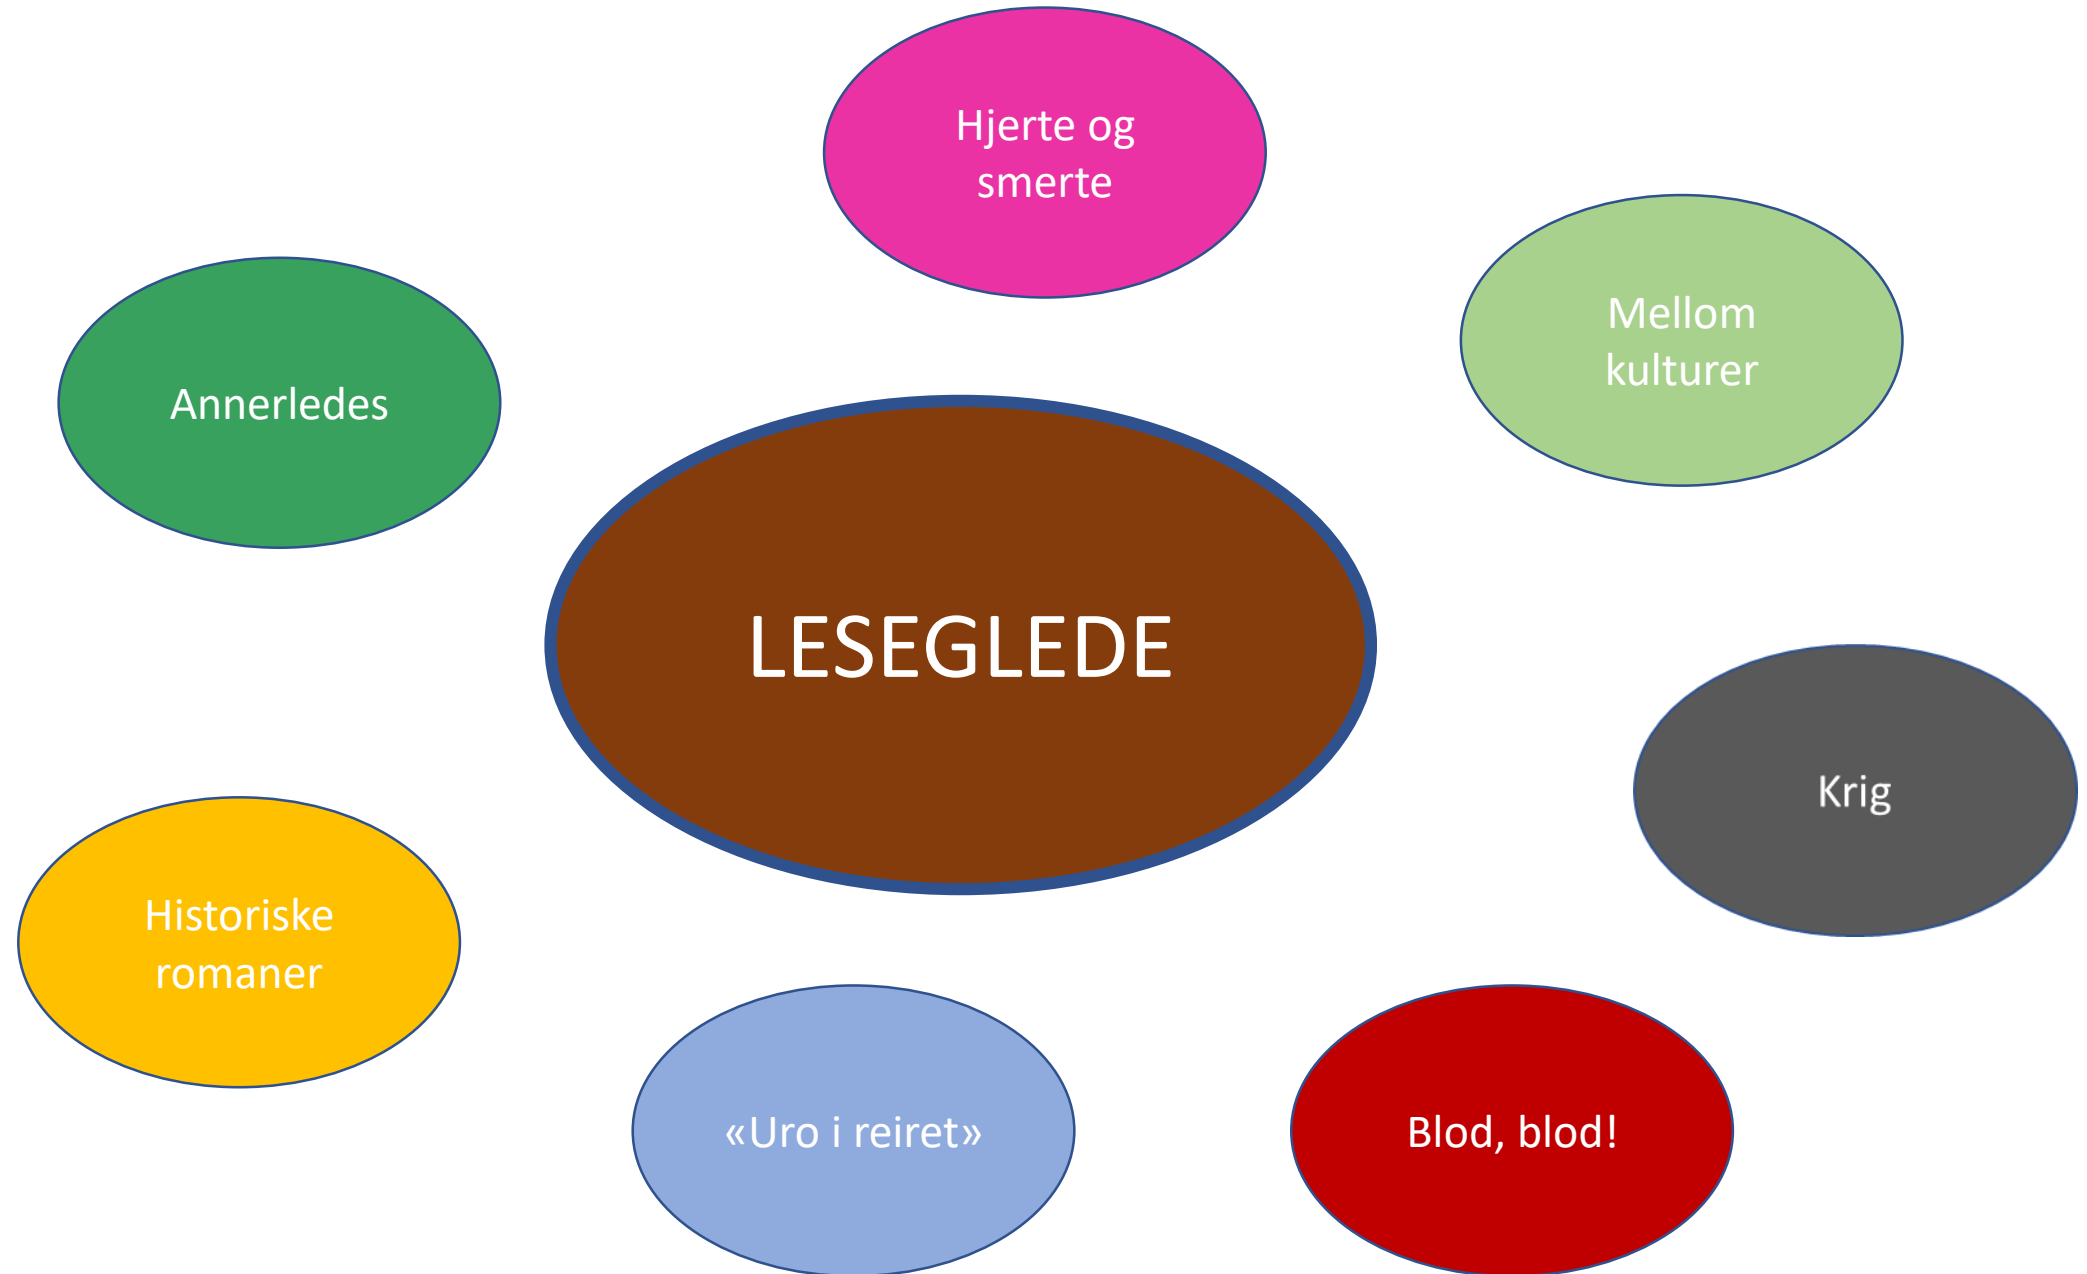 Hjerte og
smerte
Mellom
kulturer
Annerledes
LESEGLEDE
Krig
Historiske
romaner
«Uro i reiret»
Blod, blod!